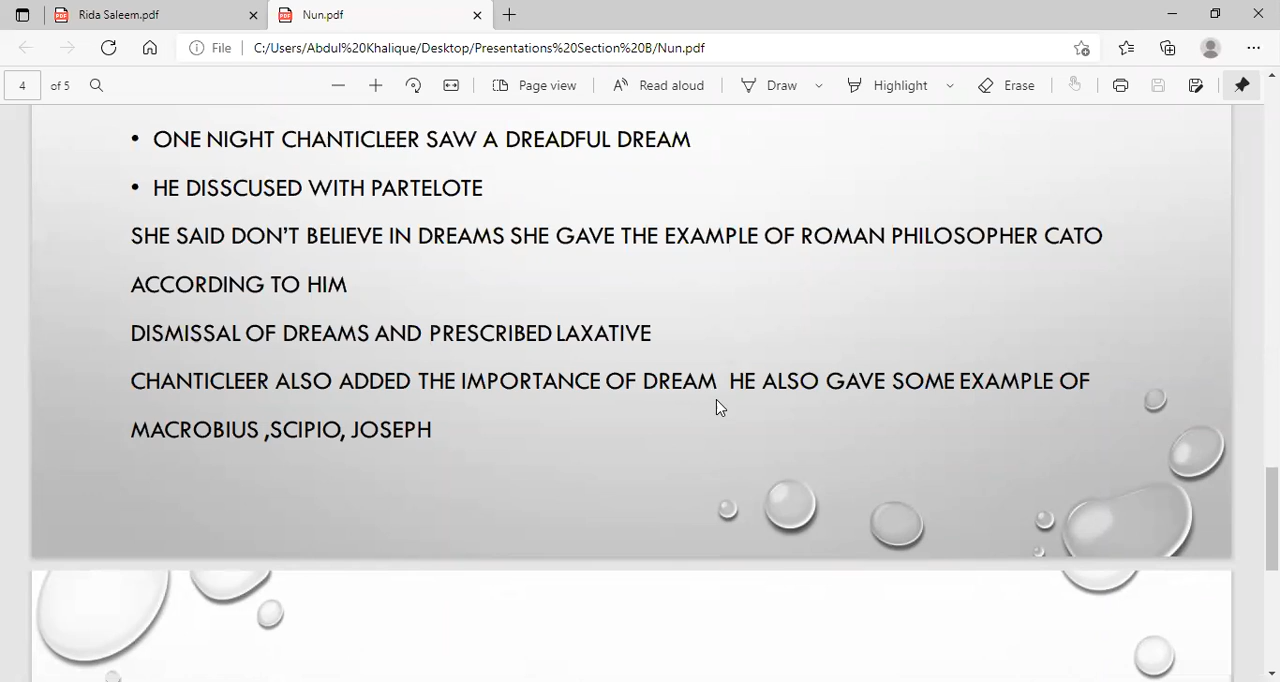 Rida Saleem.pdf
Nun.pdf
File C:/Users/Abdul%20Khalique/Desktop/Presentations%20Section%20B/Nun.pdf
4 of 5 Page view Read aloud Draw Highlight Erase
• ONE NIGHT CHANTICLEER SAW A DREADFUL DREAM
• HE DISSCUSED WITH PARTELOTE
SHE SAID DON'T BELIEVE IN DREAMS SHE GAVE THE EXAMPLE OF ROMAN PHILOSOPHER CATO
ACCORDING TO HIM
DISMISSAL OF DREAMS AND PRESCRIBED LAXATIVE
CHANTICLEER ALSO ADDED THE IMPORTANCE OF DREAM HE ALSO GAVE SOME EXAMPLE OF
MACROBIUS ,SCIPIO, JOSEPH